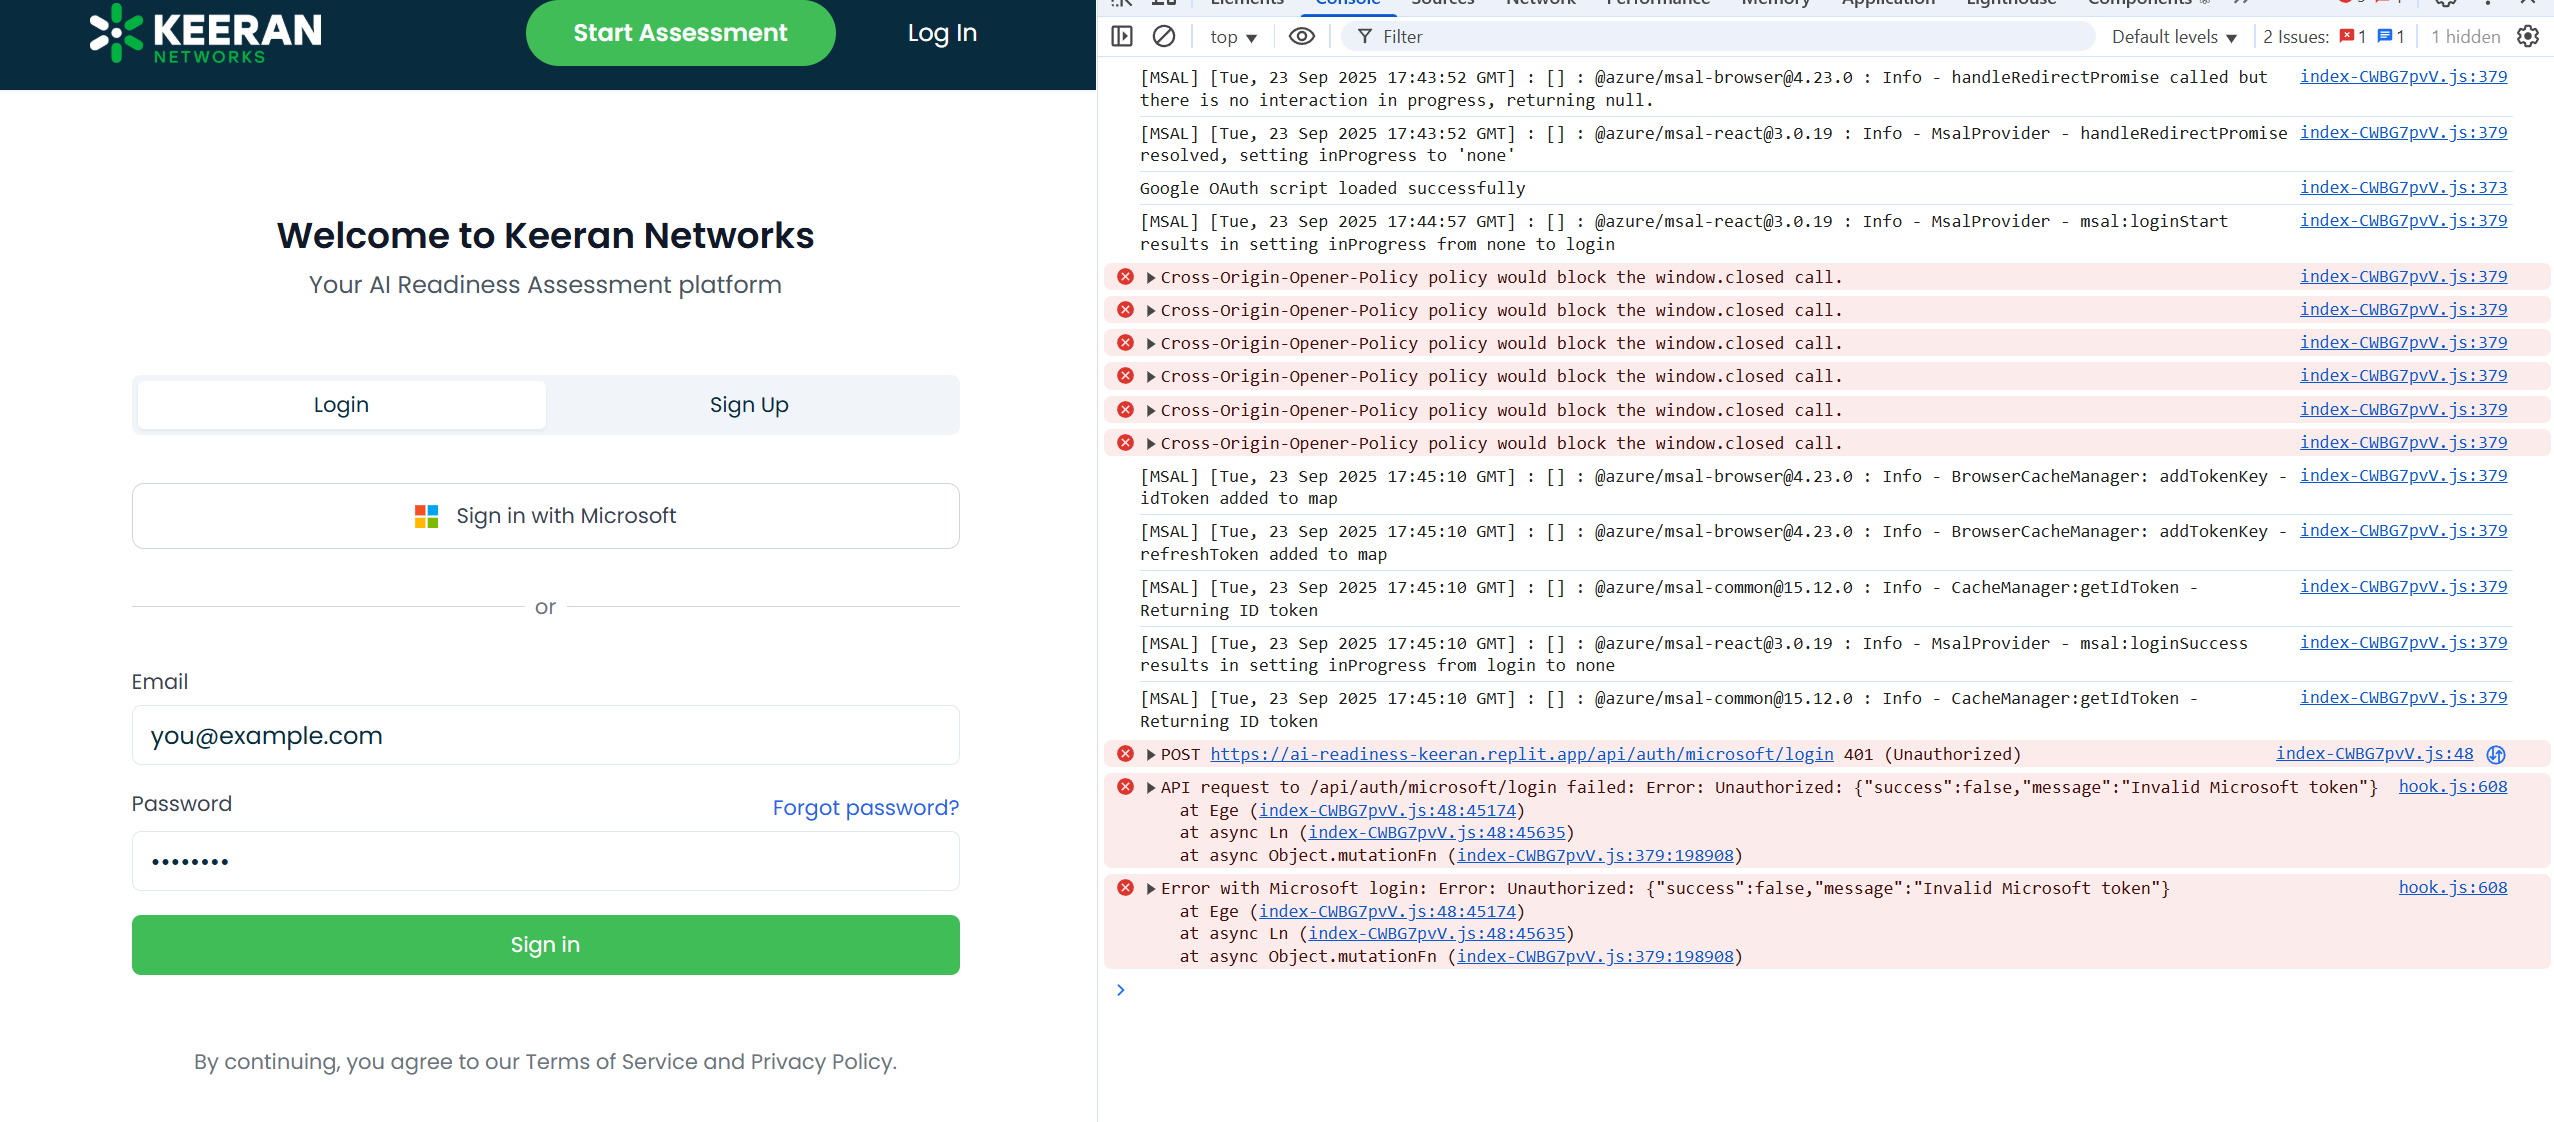 KEERAN
NETWORKS
Start Assessment
Log In
Welcome to Keeran Networks
Your AI Readiness Assessment platform
Login
Sign Up
Sign in with Microsoft
or
Email
you@example.com
Password
Forgot password?
••••••••
Sign in
By continuing, you agree to our Terms of Service and Privacy Policy.
Elements Console Sources Network Performance Memory Application Lighthouse Components
top Filter Default levels 2 Issues: 1 1 1 hidden
[MSAL] [Tue, 23 Sep 2025 17:43:52 GMT] : [] : @azure/msal-browser@4.23.0 : Info - handleRedirectPromise called but index-CWBG7pvV.js:379
there is no interaction in progress, returning null.
[MSAL] [Tue, 23 Sep 2025 17:43:52 GMT] : [] : @azure/msal-react@3.0.19 : Info - MsalProvider - handleRedirectPromise index-CWBG7pvV.js:379
resolved, setting inProgress to 'none'
Google OAuth script loaded successfully index-CWBG7pvV.js:373
[MSAL] [Tue, 23 Sep 2025 17:44:57 GMT] : [] : @azure/msal-react@3.0.19 : Info - MsalProvider - msal:loginStart index-CWBG7pvV.js:379
results in setting inProgress from none to login
Cross-Origin-Opener-Policy policy would block the window.closed call. index-CWBG7pvV.js:379
Cross-Origin-Opener-Policy policy would block the window.closed call. index-CWBG7pvV.js:379
Cross-Origin-Opener-Policy policy would block the window.closed call. index-CWBG7pvV.js:379
Cross-Origin-Opener-Policy policy would block the window.closed call. index-CWBG7pvV.js:379
Cross-Origin-Opener-Policy policy would block the window.closed call. index-CWBG7pvV.js:379
Cross-Origin-Opener-Policy policy would block the window.closed call. index-CWBG7pvV.js:379
[MSAL] [Tue, 23 Sep 2025 17:45:10 GMT] : [] : @azure/msal-browser@4.23.0 : Info - BrowserCacheManager: addTokenKey - index-CWBG7pvV.js:379
idToken added to map
[MSAL] [Tue, 23 Sep 2025 17:45:10 GMT] : [] : @azure/msal-browser@4.23.0 : Info - BrowserCacheManager: addTokenKey - index-CWBG7pvV.js:379
refreshToken added to map
[MSAL] [Tue, 23 Sep 2025 17:45:10 GMT] : [] : @azure/msal-common@15.12.0 : Info - CacheManager:getIdToken - index-CWBG7pvV.js:379
Returning ID token
[MSAL] [Tue, 23 Sep 2025 17:45:10 GMT] : [] : @azure/msal-react@3.0.19 : Info - MsalProvider - msal:loginSuccess index-CWBG7pvV.js:379
results in setting inProgress from login to none
[MSAL] [Tue, 23 Sep 2025 17:45:10 GMT] : [] : @azure/msal-common@15.12.0 : Info - CacheManager:getIdToken - index-CWBG7pvV.js:379
Returning ID token
POST https://ai-readiness-keeran.replit.app/api/auth/microsoft/login 401 (Unauthorized) index-CWBG7pvV.js:48
API request to /api/auth/microsoft/login failed: Error: Unauthorized: {"success":false,"message":"Invalid Microsoft token"} hook.js:608
at Ege (index-CWBG7pvV.js:48:45174)
at async Ln (index-CWBG7pvV.js:48:45635)
at async Object.mutationFn (index-CWBG7pvV.js:379:198908)
Error with Microsoft login: Error: Unauthorized: {"success":false,"message":"Invalid Microsoft token"} hook.js:608
at Ege (index-CWBG7pvV.js:48:45174)
at async Ln (index-CWBG7pvV.js:48:45635)
at async Object.mutationFn (index-CWBG7pvV.js:379:198908)